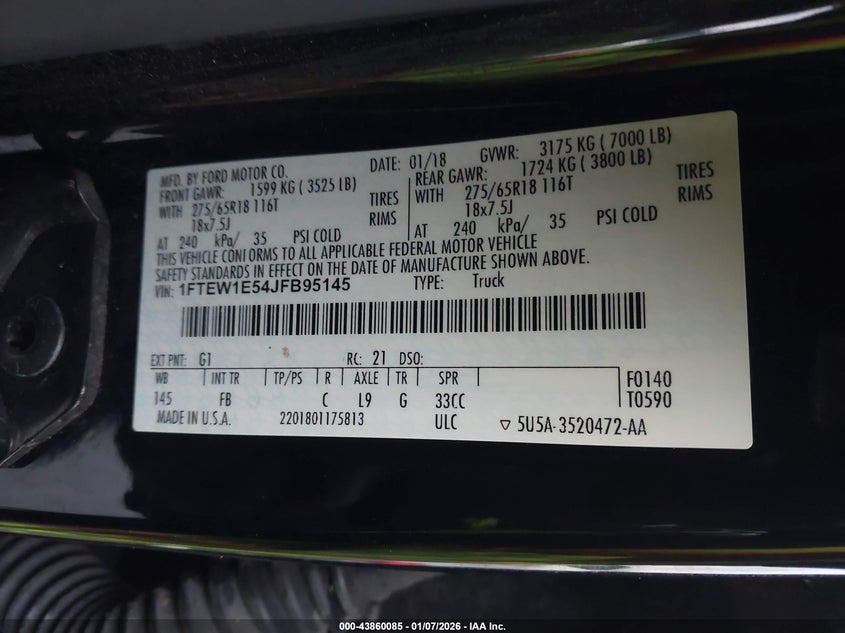 MFD. BY FORD MOTOR CO. DATE: 01/18 GVWR: 3175 KG ( 7000 LB)
FRONT GAWR: 1599 KG ( 3525 LB) REAR GAWR: 1724 KG ( 3800 LB)
WITH 275/65R18 116T TIRES WITH 275/65R18 116T TIRES
18x7.5J RIMS 18x7.5J RIMS
AT 240 kPa/ 35 PSI COLD AT 240 kPa/ 35 PSI COLD
THIS VEHICLE CONFORMS TO ALL APPLICABLE FEDERAL MOTOR VEHICLE
SAFETY STANDARDS IN EFFECT ON THE DATE OF MANUFACTURE SHOWN ABOVE.
VIN: 1FTEW1E54JFB95145 TYPE: Truck
EXT PNT: G1 RC: 21 DSO:
WB INT TR TP/PS R AXLE TR SPR F0140
145 FB C L9 G 33CC T0590
MADE IN U.S.A. 2201801175813 ULC ▽ 5U5A-3520472-AA
000-43860085 - 01/07/2026 - IAA Inc.